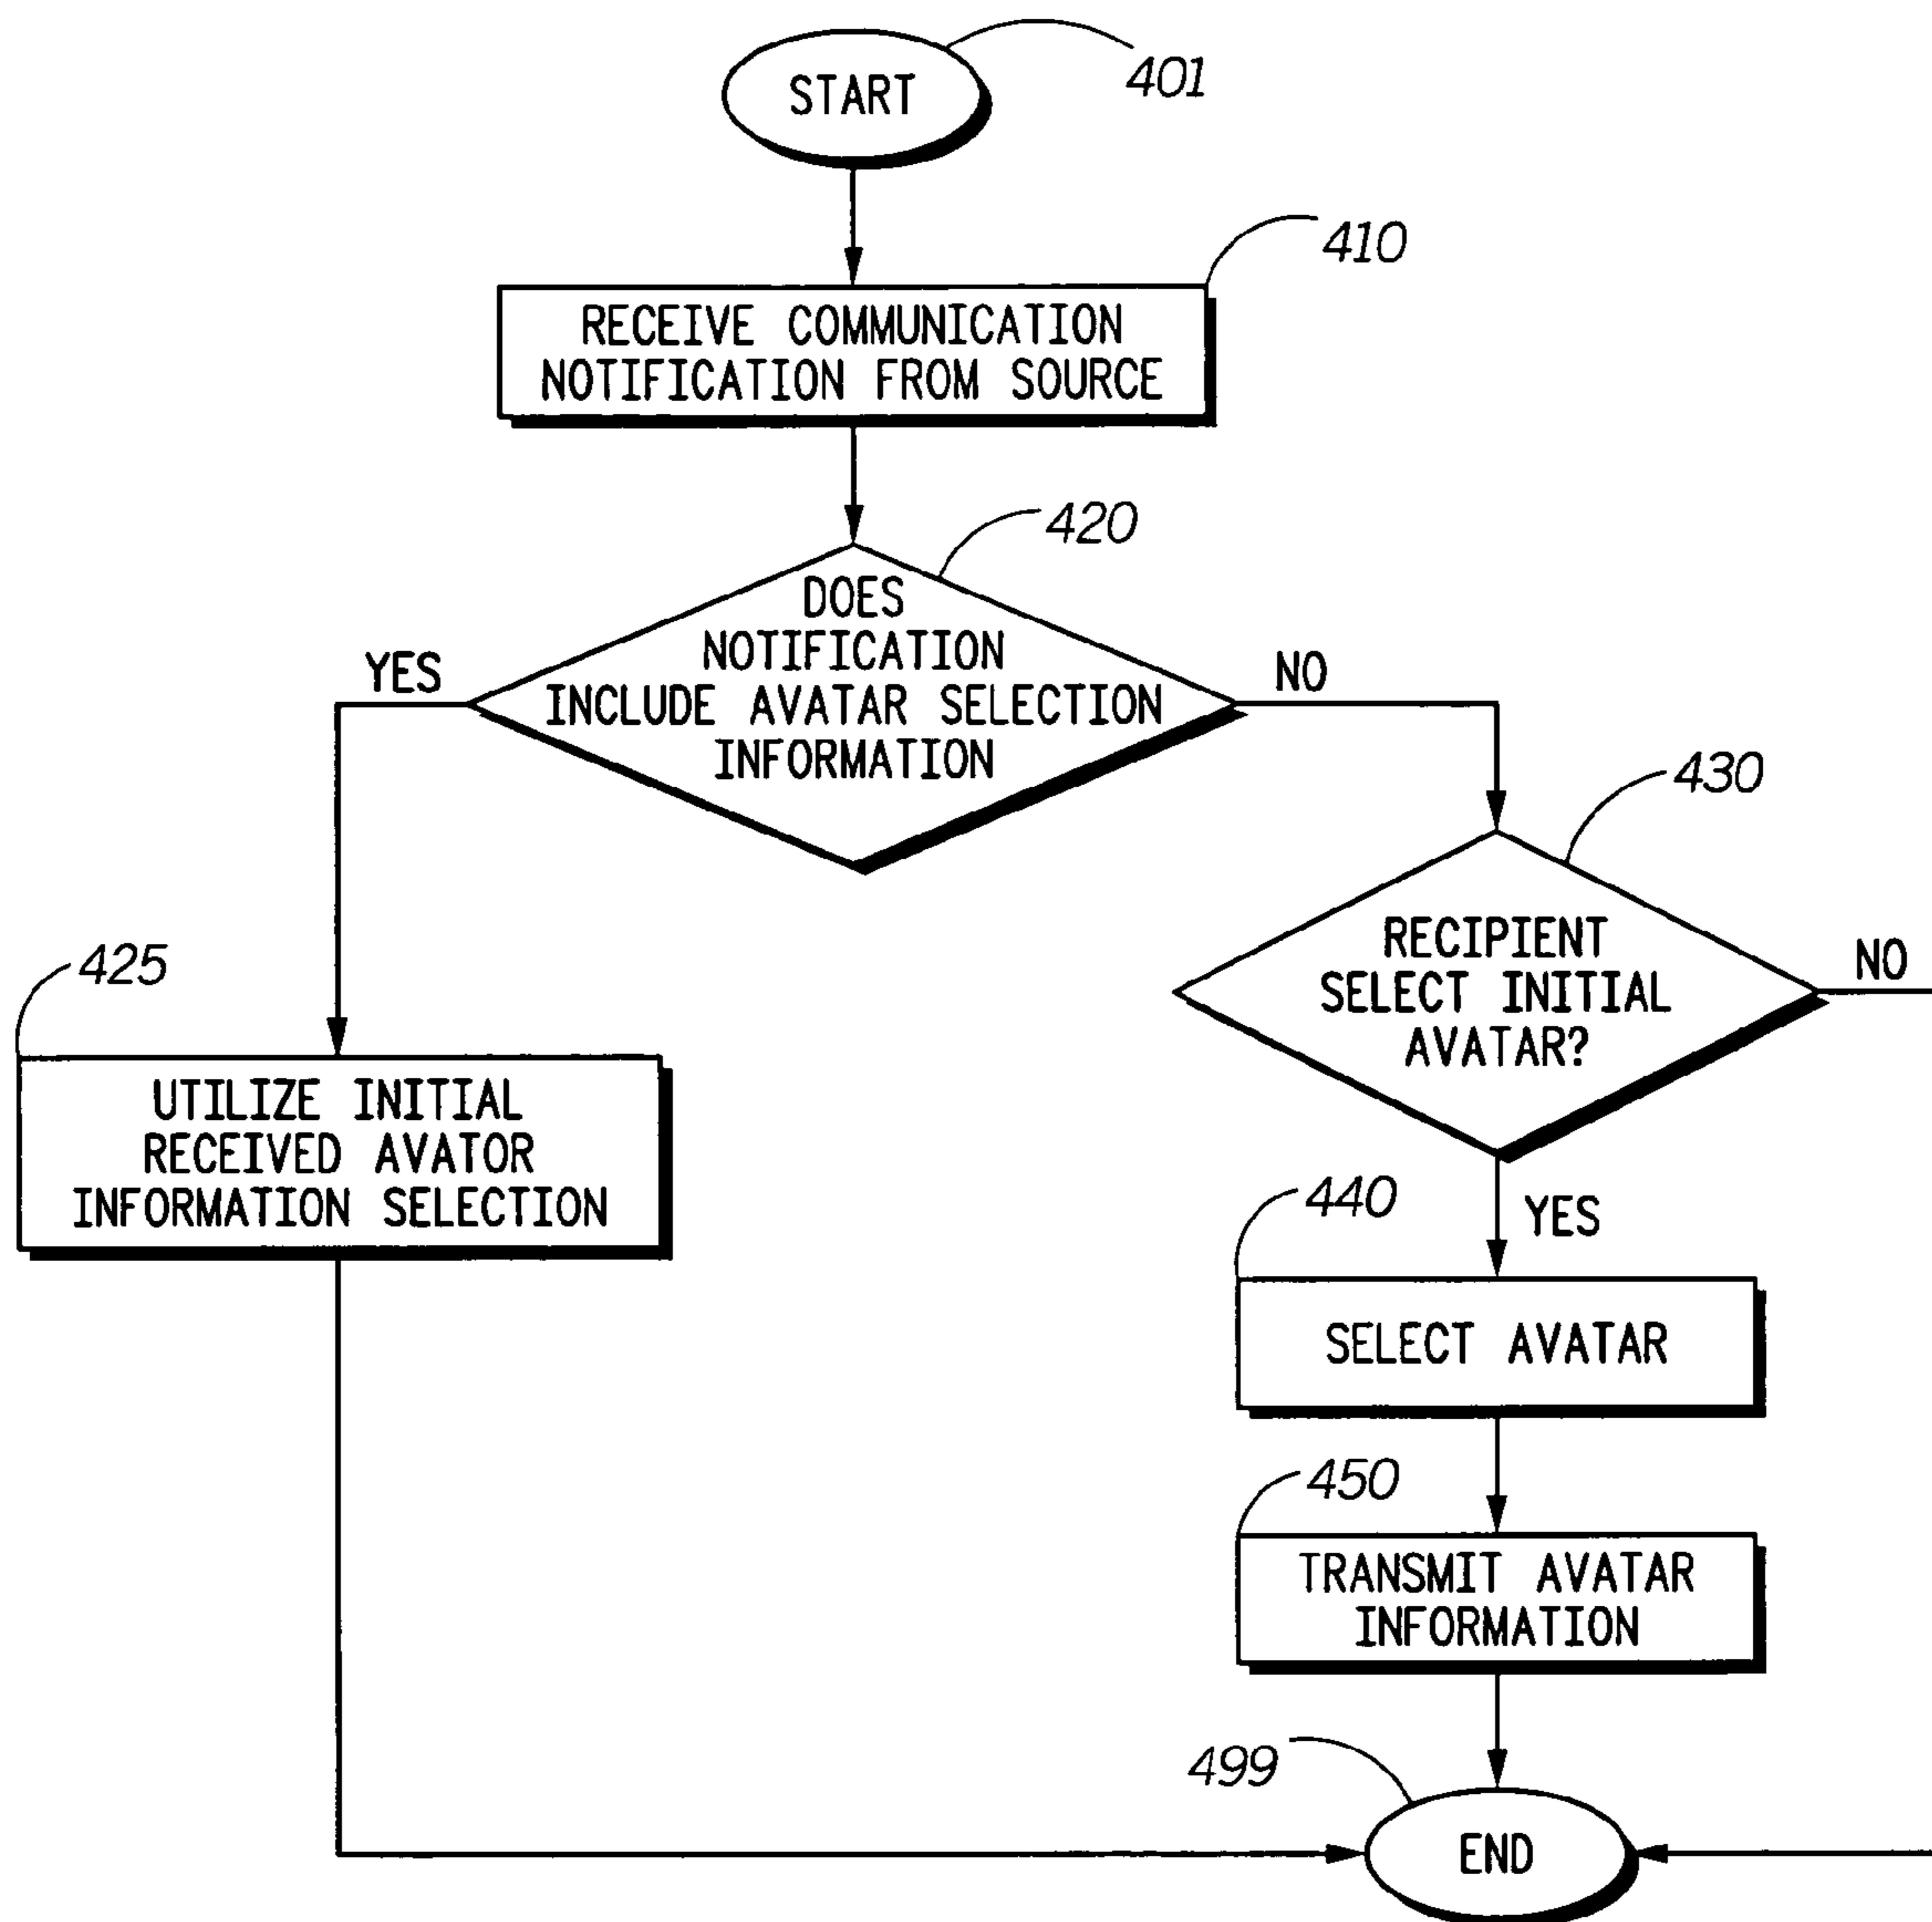 START
401
410
RECEIVE COMMUNICATION
NOTIFICATION FROM SOURCE
420
DOES
NOTIFICATION
INCLUDE AVATAR SELECTION
INFORMATION
YES
NO
430
RECIPIENT
SELECT INITIAL
AVATAR?
NO
425
UTILIZE INITIAL
RECEIVED AVATOR
INFORMATION SELECTION
YES
440
SELECT AVATAR
450
TRANSMIT AVATAR
INFORMATION
499
END